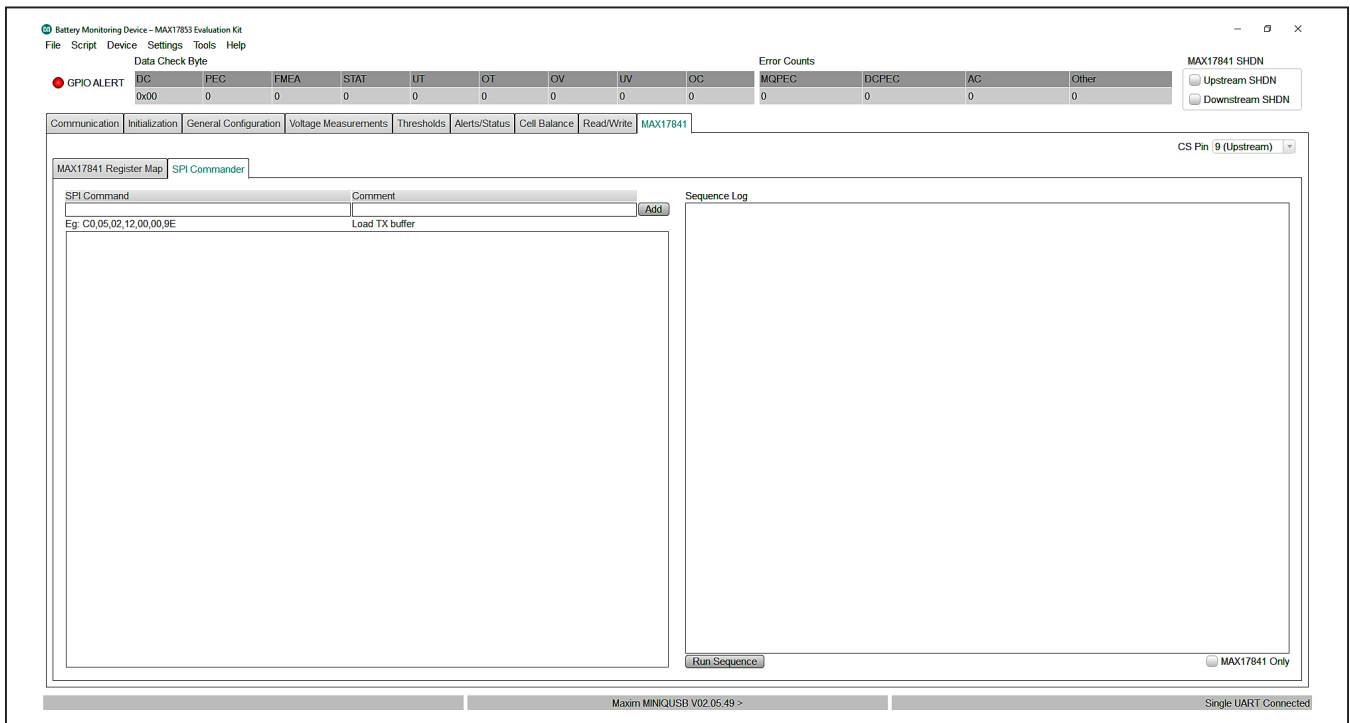 Battery Monitoring Device – MAX17853 Evaluation Kit
File Script Device Settings Tools Help
Data Check Byte Error Counts MAX17841 SHDN
GPIO ALERT DC PEC FMEA STAT UT OT OV UV OC MQPEC DCPEC AC Other Upstream SHDN
0x00 0 0 0 0 0 0 0 0 0 0 0 0 Downstream SHDN
Communication Initialization General Configuration Voltage Measurements Thresholds Alerts/Status Cell Balance Read/Write MAX17841
CS Pin 9 (Upstream)
MAX17841 Register Map SPI Commander
SPI Command Comment Sequence Log
Add
Eg: C0,05,02,12,00,00,9E Load TX buffer
Run Sequence MAX17841 Only
Maxim MINIQUSB V02.05.49 > Single UART Connected